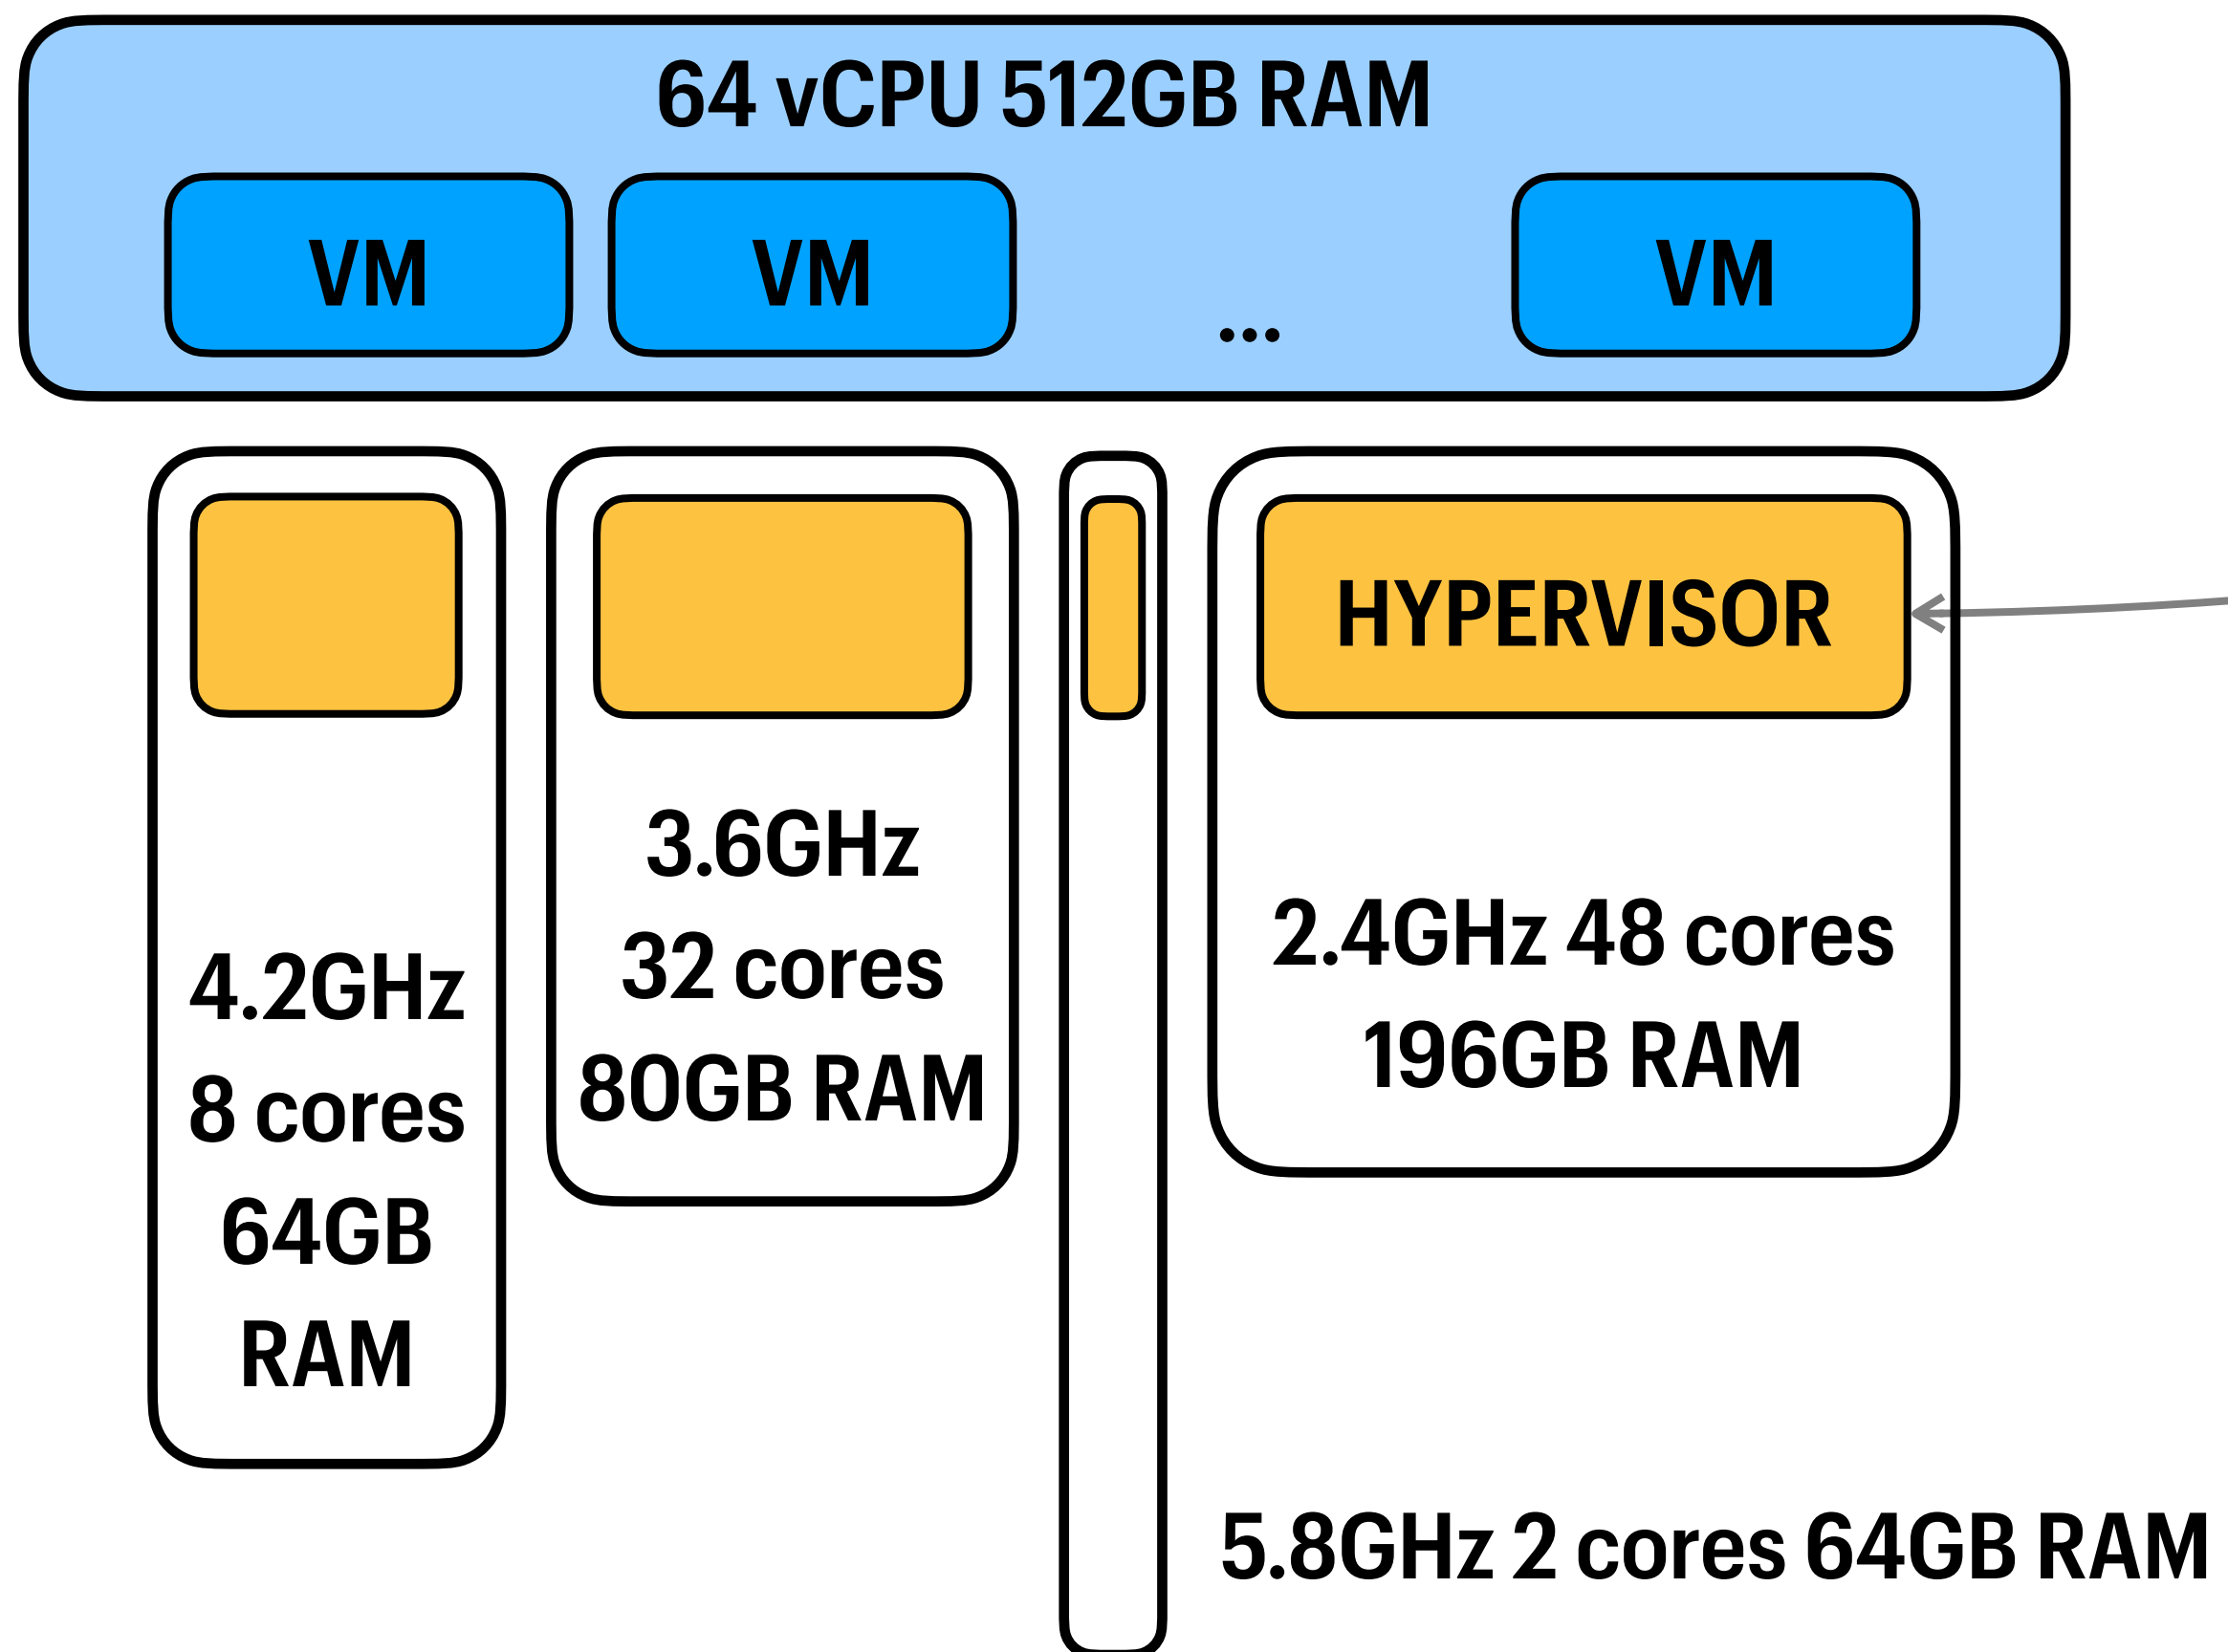 64 vCPU 512GB RAM
VM
VM
...
VM
HYPERVISOR
4.2GHz
8 cores
64GB
RAM
3.6GHz
32 cores
80GB RAM
2.4GHz 48 cores
196GB RAM
5.8GHz 2 cores 64GB RAM